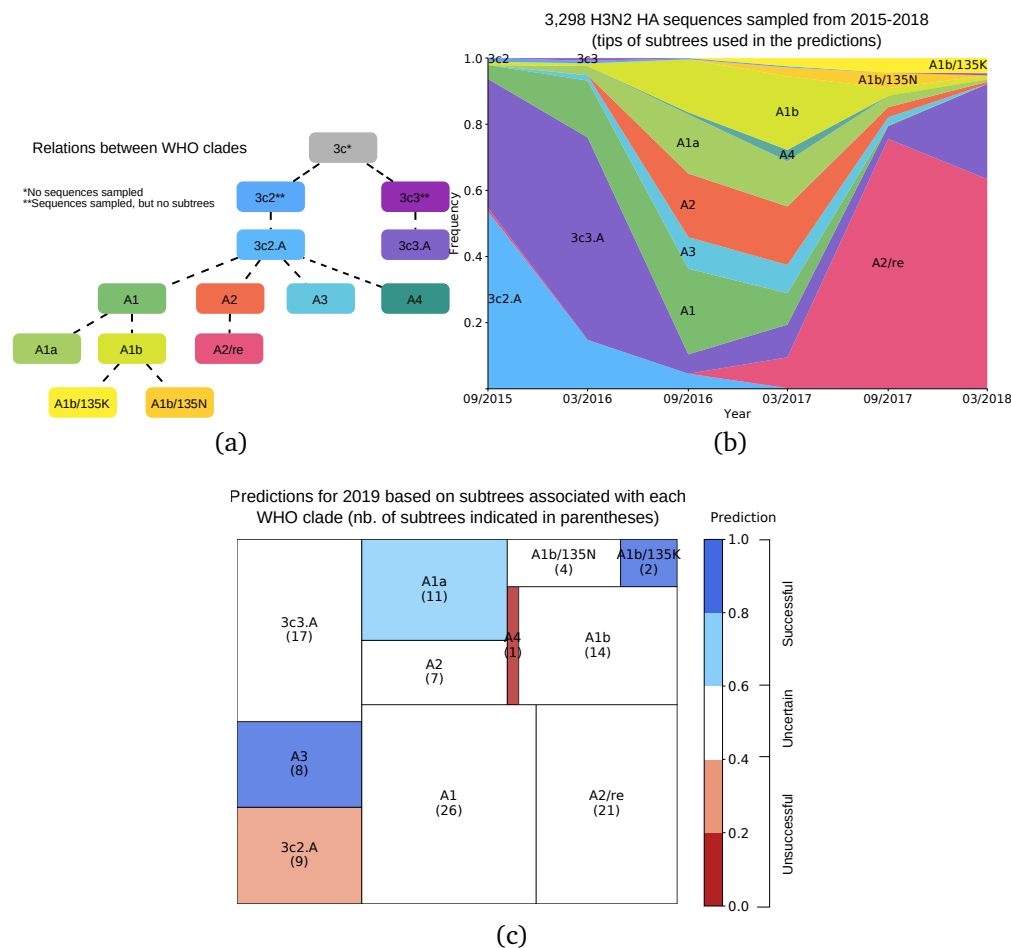 Relations between WHO clades
*No sequences sampled
**Sequences sampled, but no subtrees
3c*
3c2**
3c3**
3c2.A
3c3.A
A1
A2
A3
A4
A1a
A1b
A2/re
A1b/135K
A1b/135N
(a)
3,298 H3N2 HA sequences sampled from 2015-2018
(tips of subtrees used in the predictions)
Frequency
1.0
0.8
0.6
0.4
0.2
3c2
3c3
A1b/135K
A1b/135N
A1b
A1a
A4
A2
3c3.A
A3
A2/re
3c2.A
A1
09/2015
03/2016
09/2016
03/2017
09/2017
03/2018
Year
(b)
Predictions for 2019 based on subtrees associated with each
WHO clade (nb. of subtrees indicated in parentheses)
3c3.A
(17)
A1a
(11)
A1b/135N
(4)
A1b/135K
(2)
A2
(7)
A4
(1)
A1b
(14)
A3
(8)
3c2.A
(9)
A1
(26)
A2/re
(21)
Prediction
1.0
0.8
0.6
0.4
0.2
0.0
Successful
Uncertain
Unsuccessful
(c)